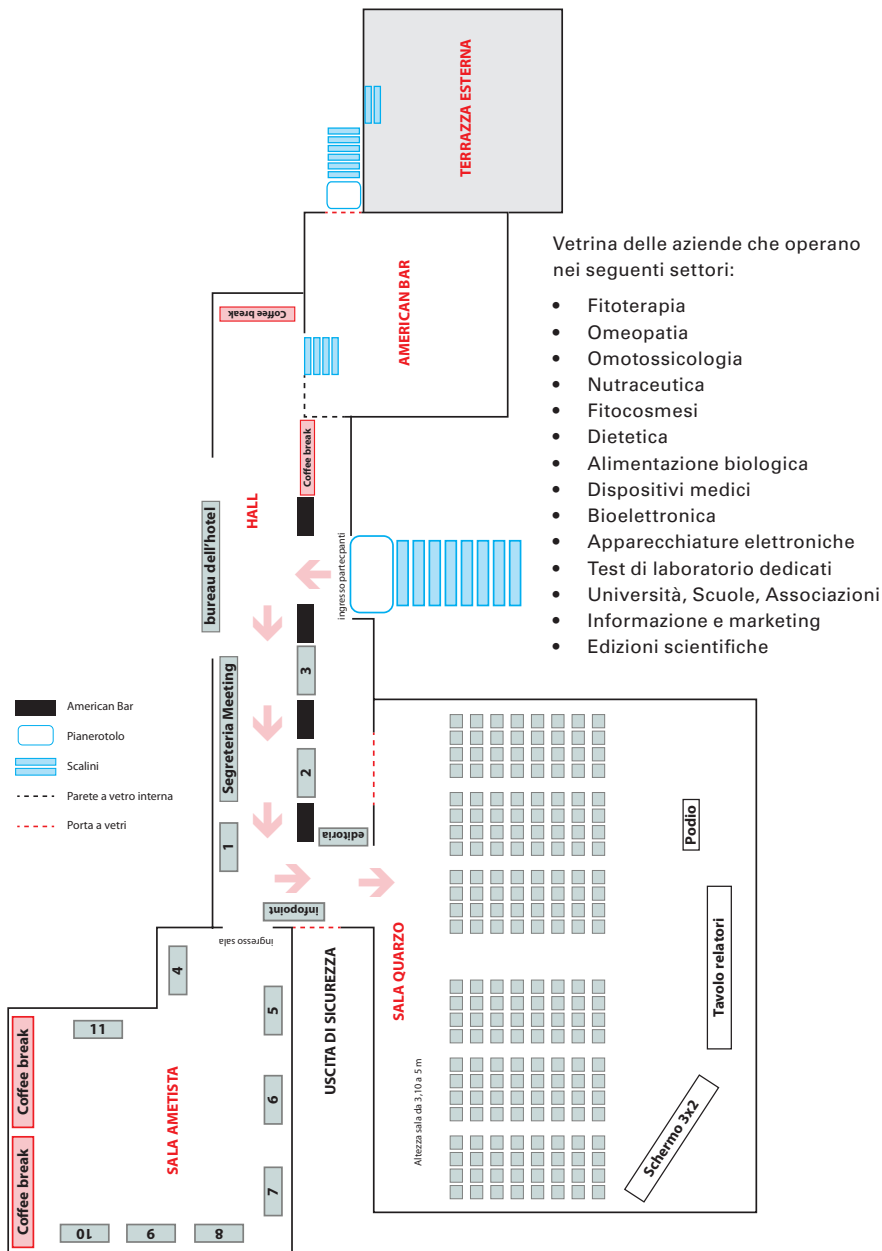 TERRAZZA ESTERNA
AMERICAN BAR
Coffee break
Coffee break
HALL
bureau dell'hotel
ingresso partecpanti
Segreteria Meeting
3
2
1
editoria
infopoint
ingresso sala
USCITA DI SICUREZZA
SALA QUARZO
Altezza sala da 3,10 a 5 m
Podio
Tavolo relatori
Schermo 3x2
4
5
6
7
8
9
10
11
SALA AMETISTA
Coffee break
Coffee break
American Bar
Pianerotolo
Scalini
Parete a vetro interna
Porta a vetri
Vetrina delle aziende che operano
nei seguenti settori:
• Fitoterapia
• Omeopatia
• Omotossicologia
• Nutraceutica
• Fitocosmesi
• Dietetica
• Alimentazione biologica
• Dispositivi medici
• Bioelettronica
• Apparecchiature elettroniche
• Test di laboratorio dedicati
• Università, Scuole, Associazioni
• Informazione e marketing
• Edizioni scientifiche